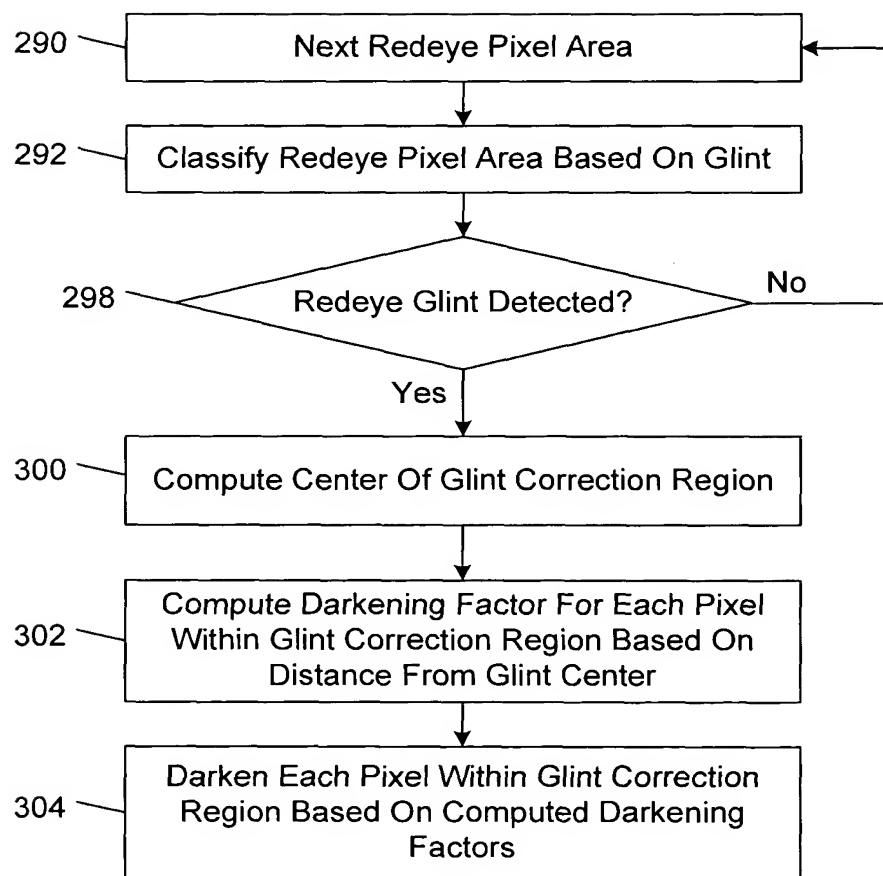 290
Next Redeye Pixel Area
292
Classify Redeye Pixel Area Based On Glint
298
Redeye Glint Detected?
No
Yes
300
Compute Center Of Glint Correction Region
302
Compute Darkening Factor For Each Pixel
Within Glint Correction Region Based On
Distance From Glint Center
304
Darken Each Pixel Within Glint Correction
Region Based On Computed Darkening
Factors